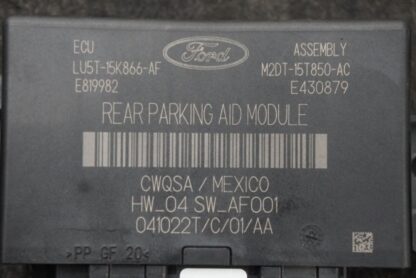 ECU Ford ASSEMBLY
LU5T-15K866-AF M2DT-15T850-AC
E819982 E430879
REAR PARKING AID MODULE
CWQSA / MEXICO
HW_04 SW_AF001
041022T/C/01/AA
>PP GF 20<